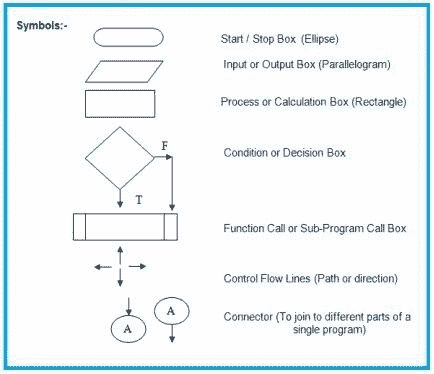 Symbols:-
Start / Stop Box (Ellipse)
Input or Output Box (Parallelogram)
Process or Calculation Box (Rectangle)
F
Condition or Decision Box
T
Function Call or Sub-Program Call Box
Control Flow Lines (Path or direction)
A
Connector (To join to different parts of a
A
single program)